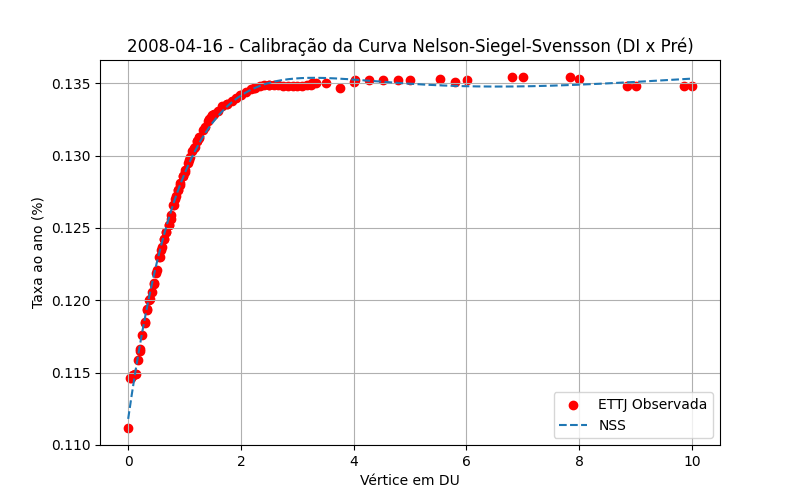 2008-04-16 - Calibração da Curva Nelson-Siegel-Svensson (DI x Pré)
Taxa ao ano (%)
0.135
0.130
0.125
0.120
0.115
0.110
ETTJ Observada
NSS
0 2 4 6 8 10
Vértice em DU